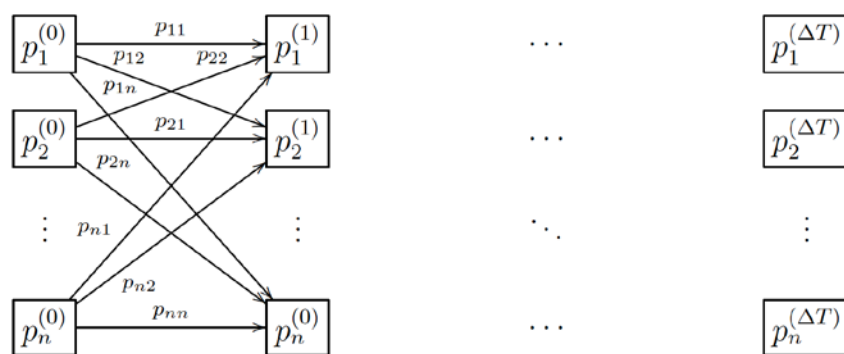 p_1^{(0)} p_{11} p_1^{(1)} ⋯ p_1^{(ΔT)}
p_{12} p_{22}
p_{1n}
p_2^{(0)} p_{21} p_2^{(1)} ⋯ p_2^{(ΔT)}
p_{2n}
⋮ p_{n1} ⋮ ⋱ ⋮
p_{n2}
p_n^{(0)} p_{nn} p_n^{(0)} ⋯ p_n^{(ΔT)}